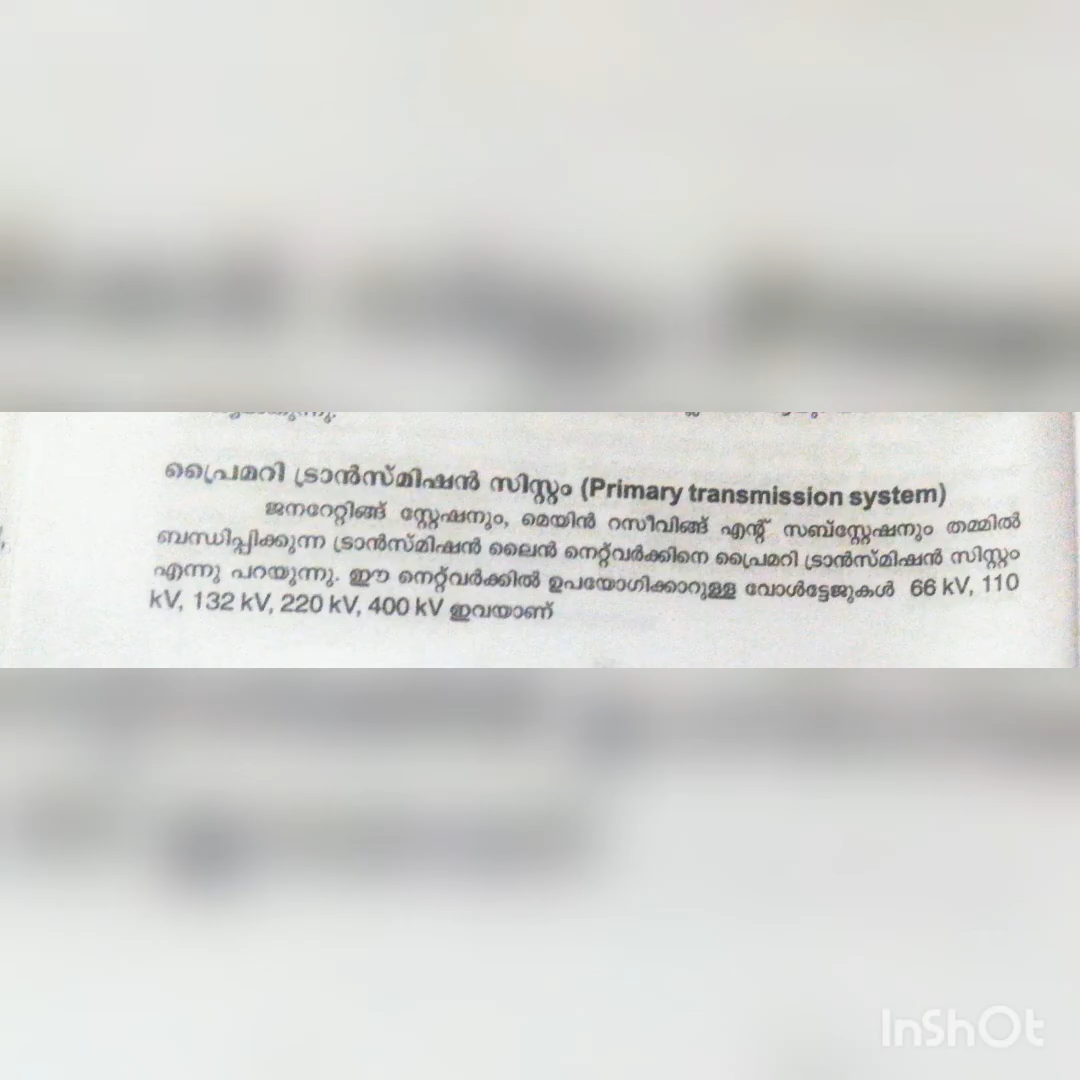 പ്രൈമറി ട്രാൻസ്മിഷൻ സിസ്റ്റം (Primary transmission system)
ജനറേറ്റിങ്ങ് സ്റ്റേഷനും, മെയിൻ റസീവിങ്ങ് എന്റ് സബ്സ്റ്റേഷനും തമ്മിൽ
ബന്ധിപ്പിക്കുന്ന ട്രാൻസ്മിഷൻ ലൈൻ നെറ്റ്‌വർക്കിനെ പ്രൈമറി ട്രാൻസ്മിഷൻ സിസ്റ്റം
എന്നു പറയുന്നു. ഈ നെറ്റ്‌വർക്കിൽ ഉപയോഗിക്കാറുള്ള വോൾട്ടേജുകൾ 66 kV, 110
kV, 132 kV, 220 kV, 400 kV ഇവയാണ്
InShOt